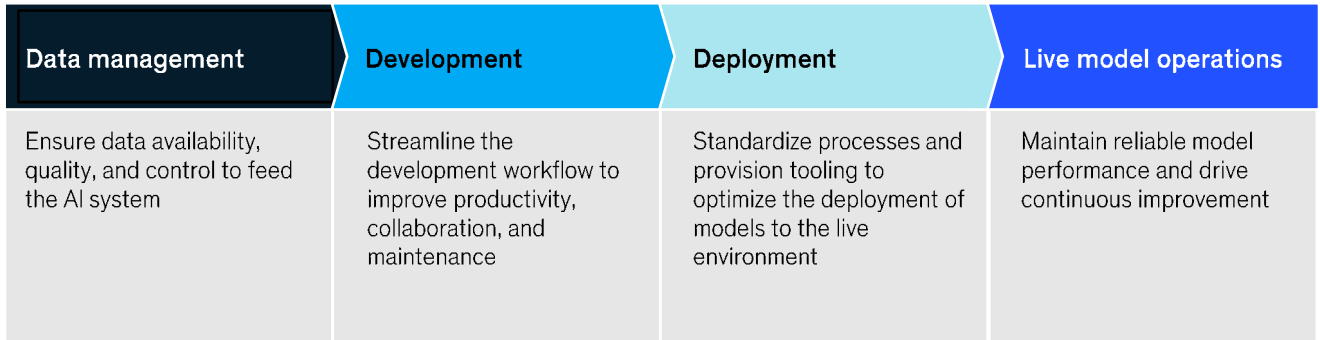 Data management
Development
Deployment
Live model operations
Ensure data availability,
quality, and control to feed
the AI system
Streamline the
development workflow to
improve productivity,
collaboration, and
maintenance
Standardize processes and
provision tooling to
optimize the deployment of
models to the live
environment
Maintain reliable model
performance and drive
continuous improvement